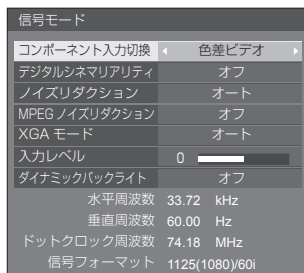 信号モード
コンポーネント入力切換 色差ビデオ
デジタルシネマリアリティ オフ
ノイズリダクション オート
MPEG ノイズリダクション オフ
XGA モード オート
入力レベル 0
ダイナミックバックライト オフ
水平周波数 33.72 kHz
垂直周波数 60.00 Hz
ドットクロック周波数 74.18 MHz
信号フォーマット 1125(1080)/60i